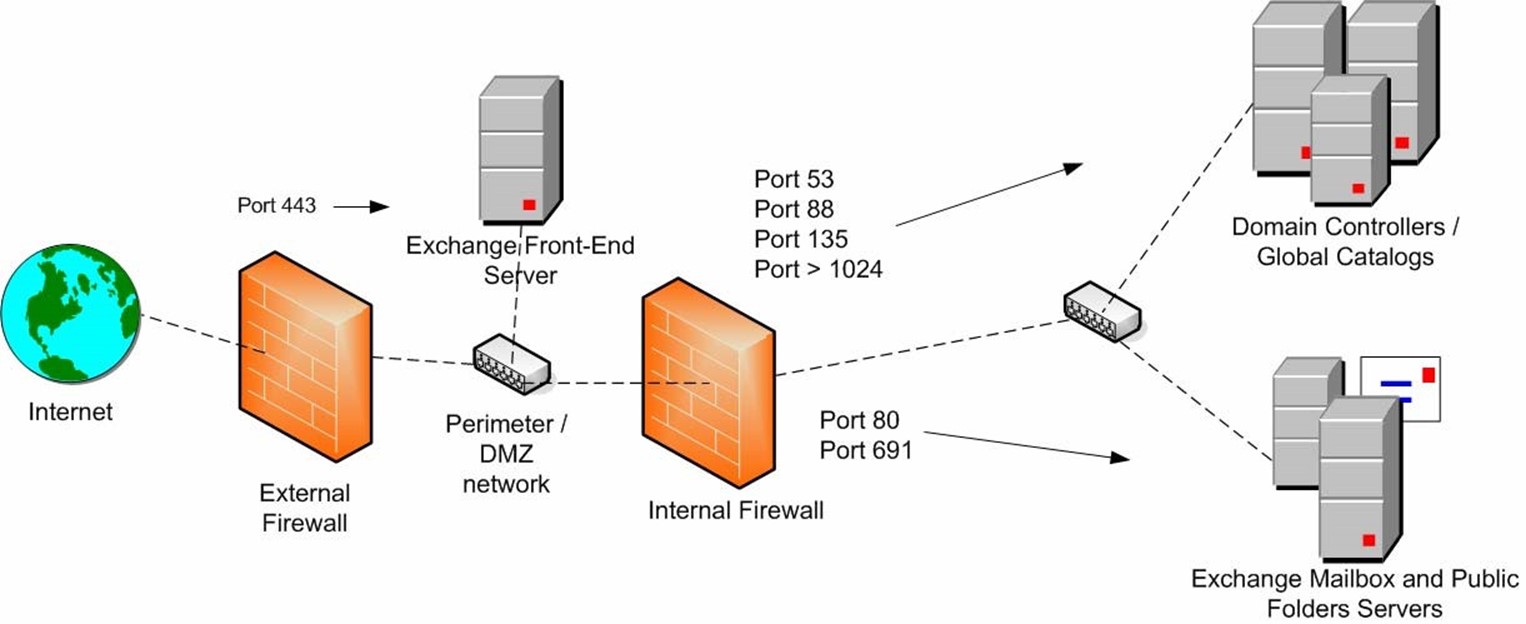 Port 443
Exchange Front-End
Server
Port 53
Port 88
Port 135
Port > 1024
Domain Controllers /
Global Catalogs
Internet
External
Firewall
Perimeter /
DMZ
network
Internal Firewall
Port 80
Port 691
Exchange Mailbox and Public
Folders Servers